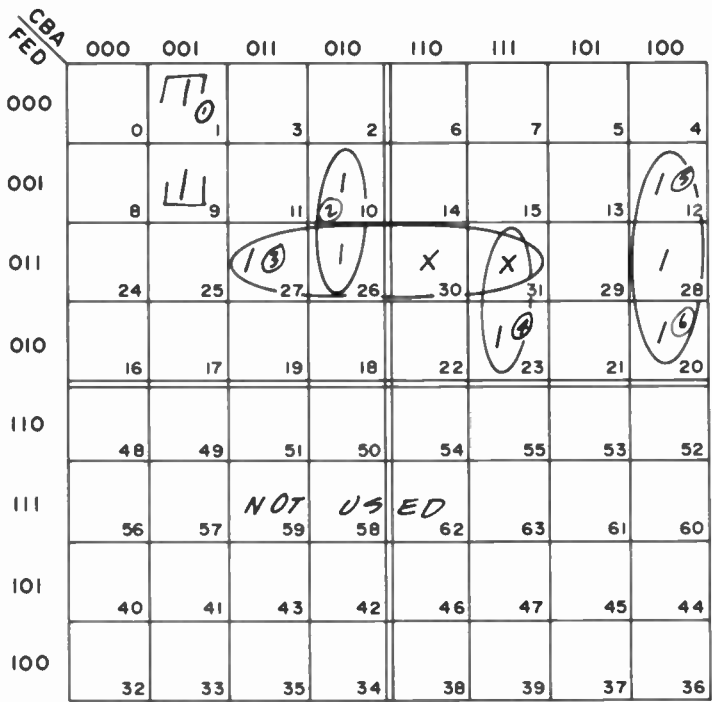 CBA
FED
000 001 011 010 110 111 101 100
000
1 ①
0 1 3 2 6 7 5 4
001
1 1 1 ⑤
8 9 11 ② 10 14 15 13 12
011
1 ③ 1 X X 1
24 25 27 26 30 31 29 28
010
1 ④ 1 ⑥
16 17 19 18 22 23 21 20
110
48 49 51 50 54 55 53 52
111
NOT USED
56 57 59 58 62 63 61 60
101
40 41 43 42 46 47 45 44
100
32 33 35 34 38 39 37 36